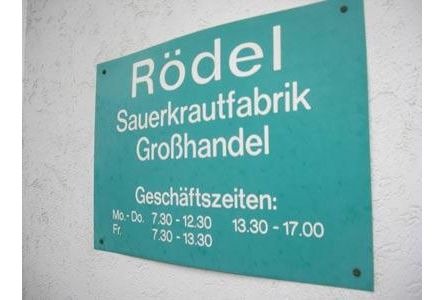 Rödel
Sauerkrautfabrik
Großhandel
Geschäftszeiten:
Mo.- Do. 7.30 - 12.30 13.30 - 17.00
Fr. 7.30 - 13.30